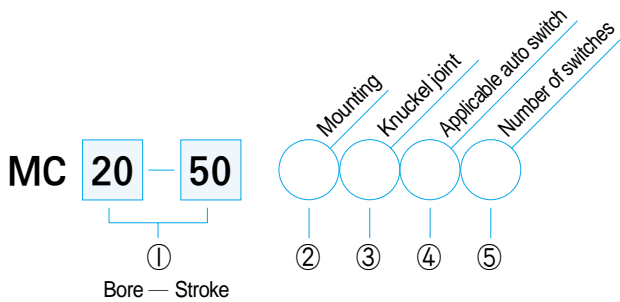 Mounting
Knuckel joint
Applicable auto switch
Number of switches
MC 20 — 50
① ② ③ ④ ⑤
Bore — Stroke